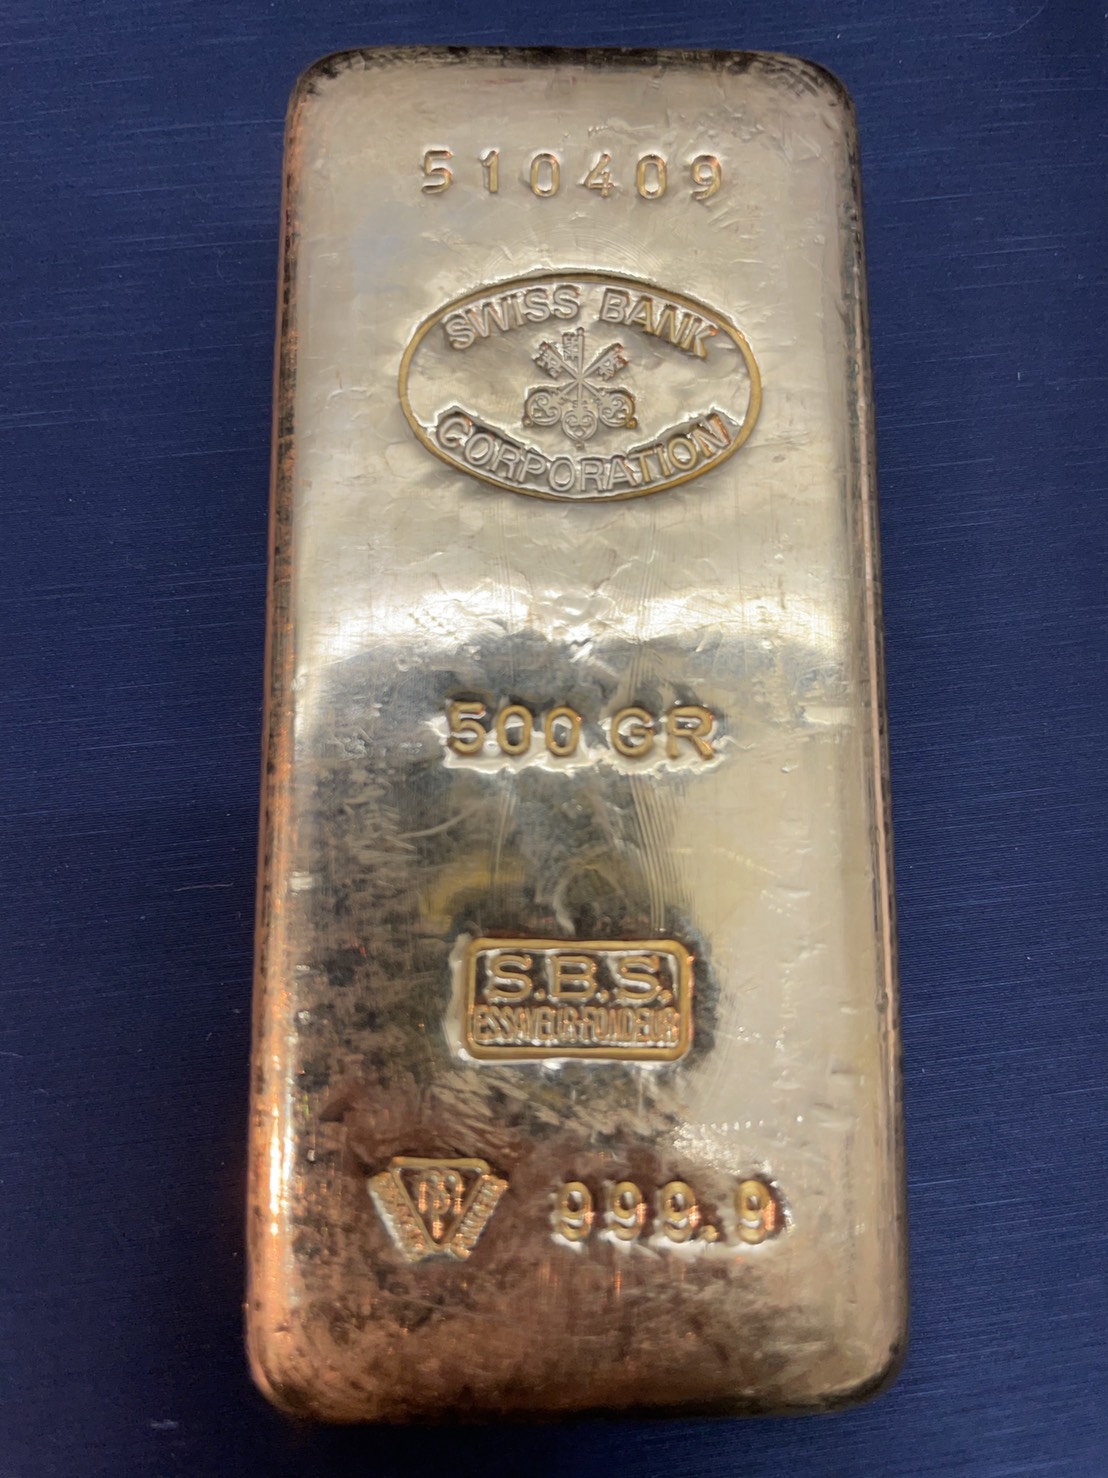 510409
SWISS BANK
CORPORATION
500 GR
S.B.S.
ESSAYEUR-FONDEUR
999.9